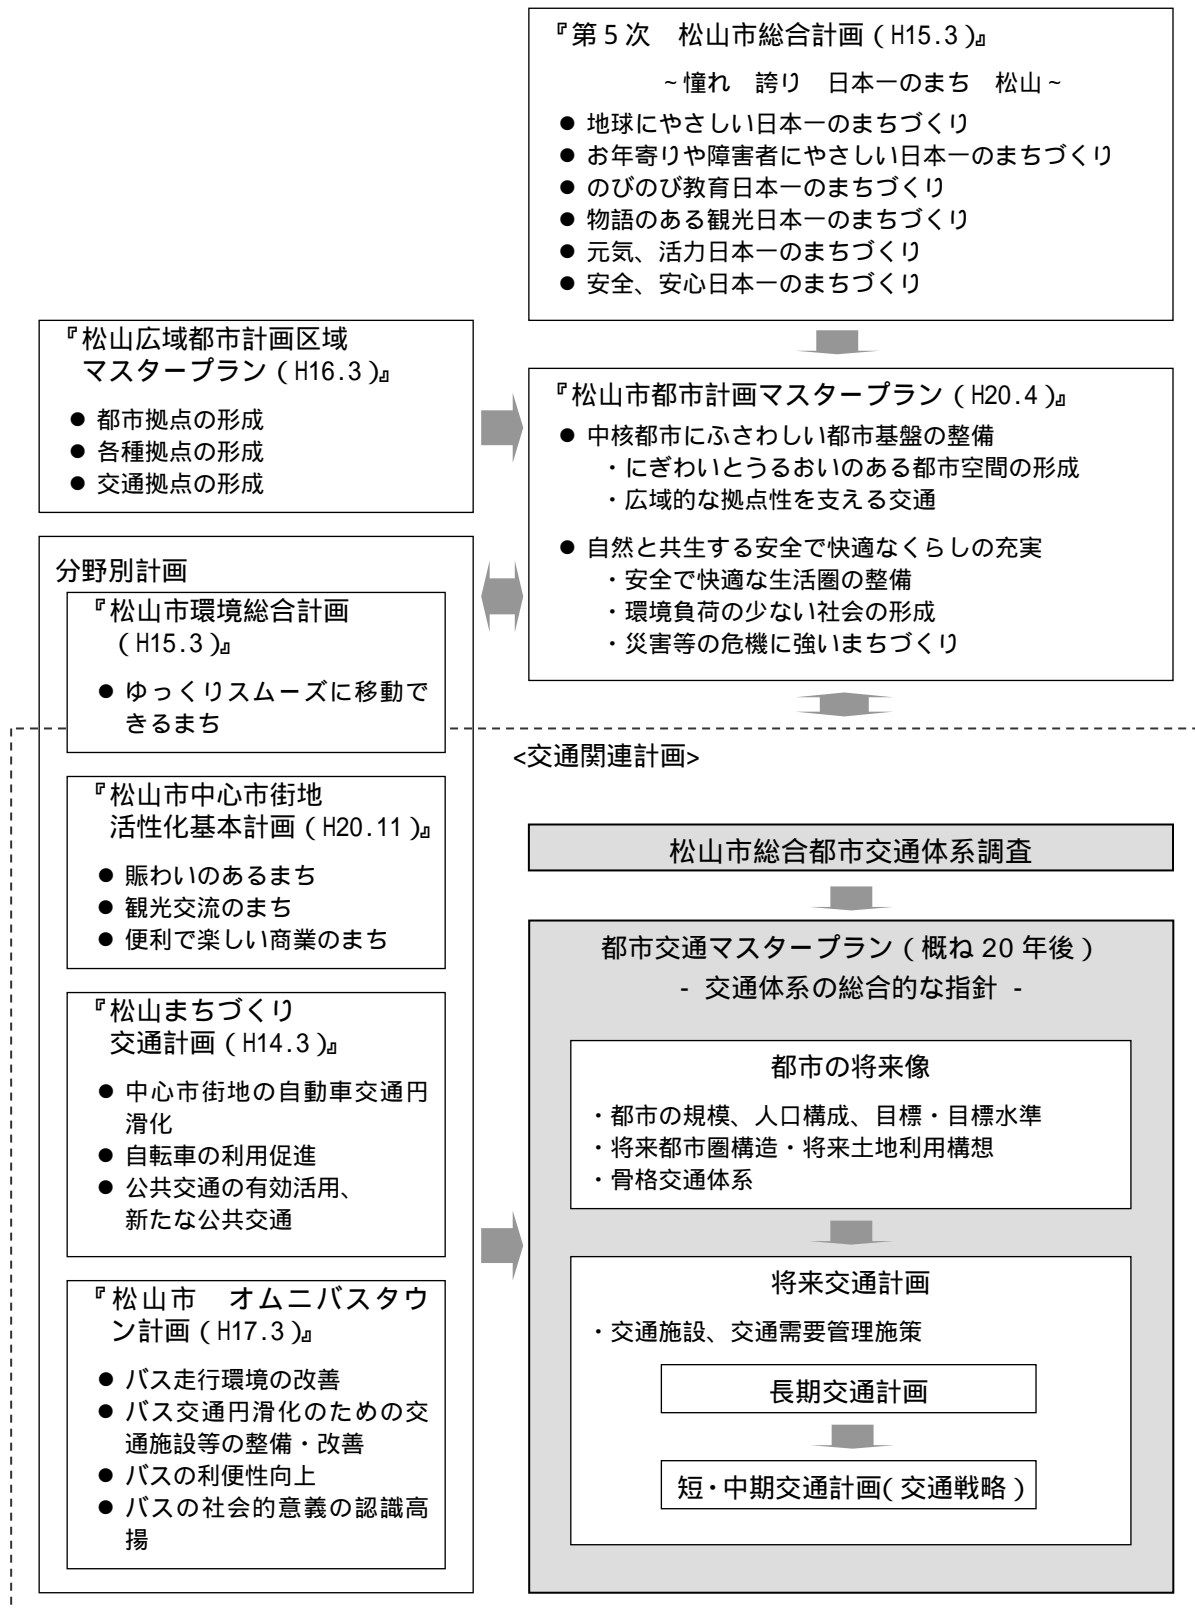 『第５次　松山市総合計画（H15.3）』
~憧れ　誇り　日本一のまち　松山~
● 地球にやさしい日本一のまちづくり
● お年寄りや障害者にやさしい日本一のまちづくり
● のびのび教育日本一のまちづくり
● 物語のある観光日本一のまちづくり
● 元気、活力日本一のまちづくり
● 安全、安心日本一のまちづくり
『松山広域都市計画区域
マスタープラン（H16.3）』
● 都市拠点の形成
● 各種拠点の形成
● 交通拠点の形成
『松山市都市計画マスタープラン（H20.4）』
● 中核都市にふさわしい都市基盤の整備
・にぎわいとうるおいのある都市空間の形成
・広域的な拠点性を支える交通
● 自然と共生する安全で快適なくらしの充実
・安全で快適な生活圏の整備
・環境負荷の少ない社会の形成
・災害等の危機に強いまちづくり
分野別計画
『松山市環境総合計画
（H15.3）』
● ゆっくりスムーズに移動で
きるまち
『松山市中心市街地
活性化基本計画（H20.11）』
● 賑わいのあるまち
● 観光交流のまち
● 便利で楽しい商業のまち
『松山まちづくり
交通計画（H14.3）』
● 中心市街地の自動車交通円
滑化
● 自転車の利用促進
● 公共交通の有効活用、
新たな公共交通
『松山市　オムニバスタウ
ン計画（H17.3）』
● バス走行環境の改善
● バス交通円滑化のための交
通施設等の整備・改善
● バスの利便性向上
● バスの社会的意義の認識高
揚
<交通関連計画>
松山市総合都市交通体系調査
都市交通マスタープラン（概ね 20 年後）
- 交通体系の総合的な指針 -
都市の将来像
・都市の規模、人口構成、目標・目標水準
・将来都市圏構造・将来土地利用構想
・骨格交通体系
将来交通計画
・交通施設、交通需要管理施策
長期交通計画
短・中期交通計画（交通戦略）